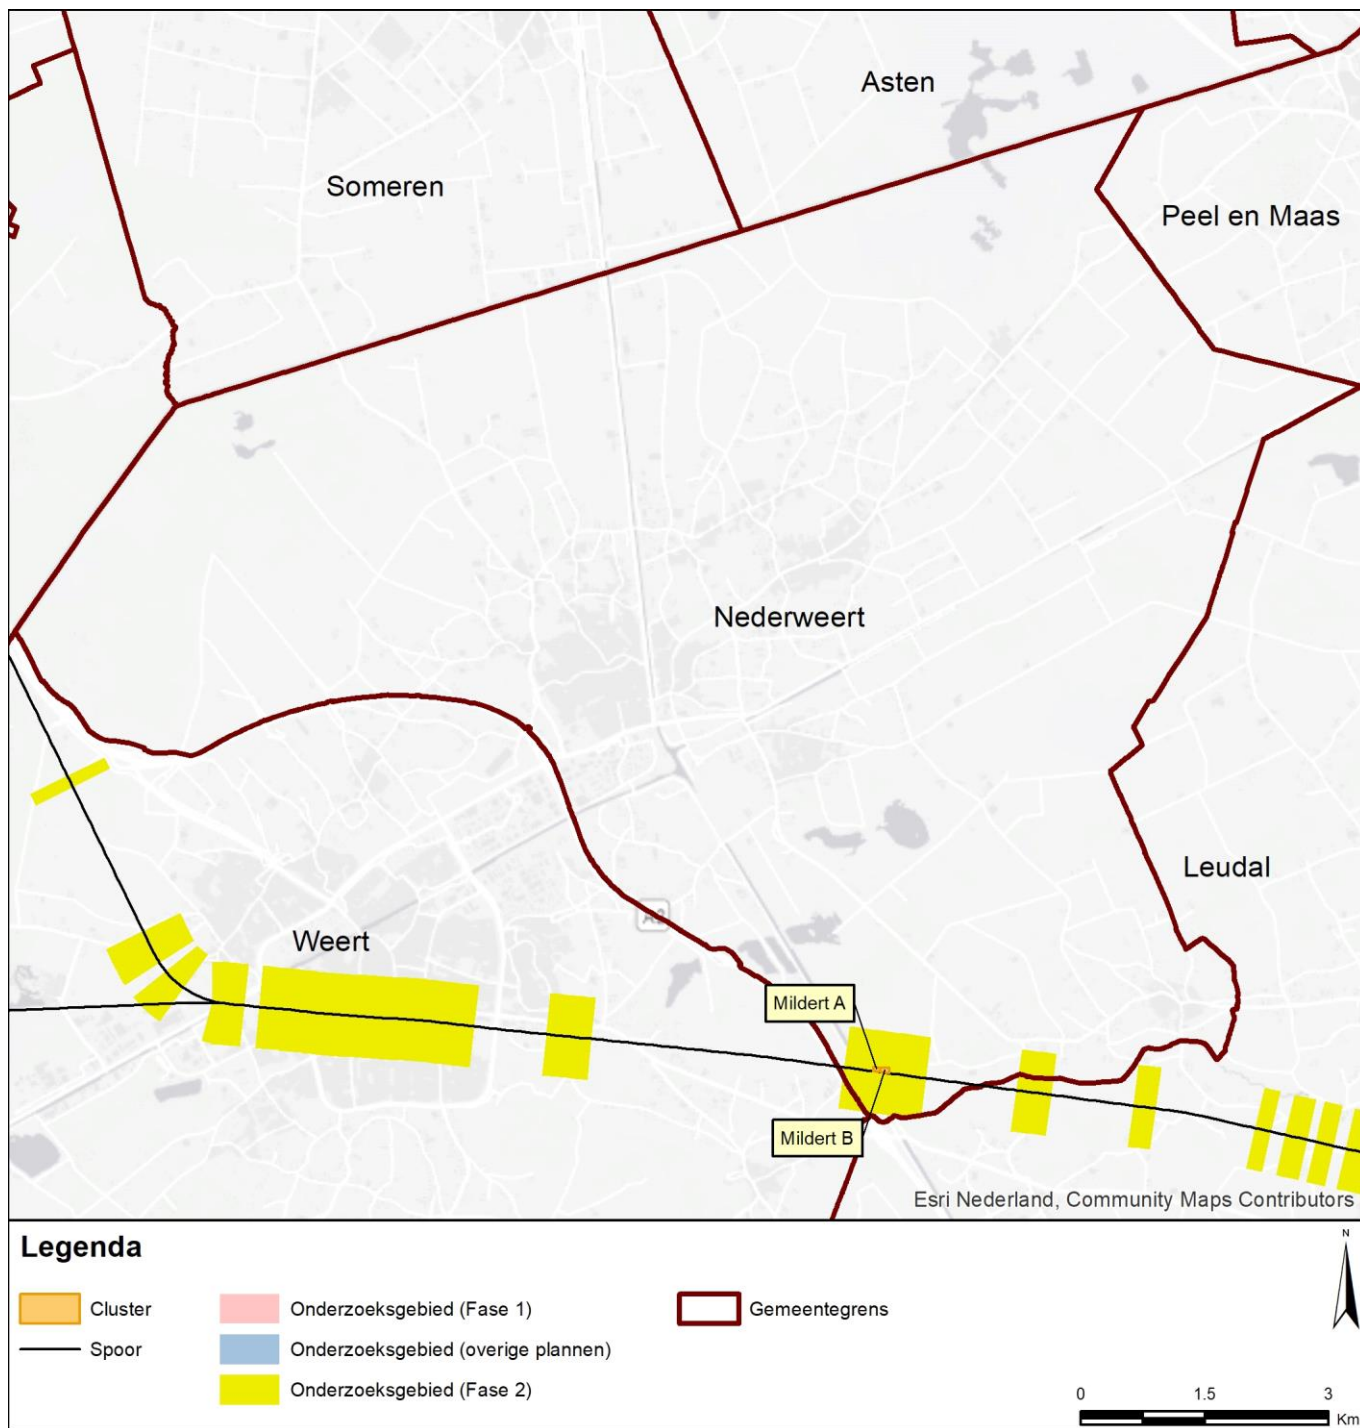 Asten
Someren
Peel en Maas
Nederweert
Leudal
A2
Weert
Mildert A
Mildert B
Esri Nederland, Community Maps Contributors
Legenda
N
Cluster
Onderzoeksgebied (Fase 1)
Gemeentegrens
Spoor
Onderzoeksgebied (overige plannen)
Onderzoeksgebied (Fase 2)
0 1.5 3
Km